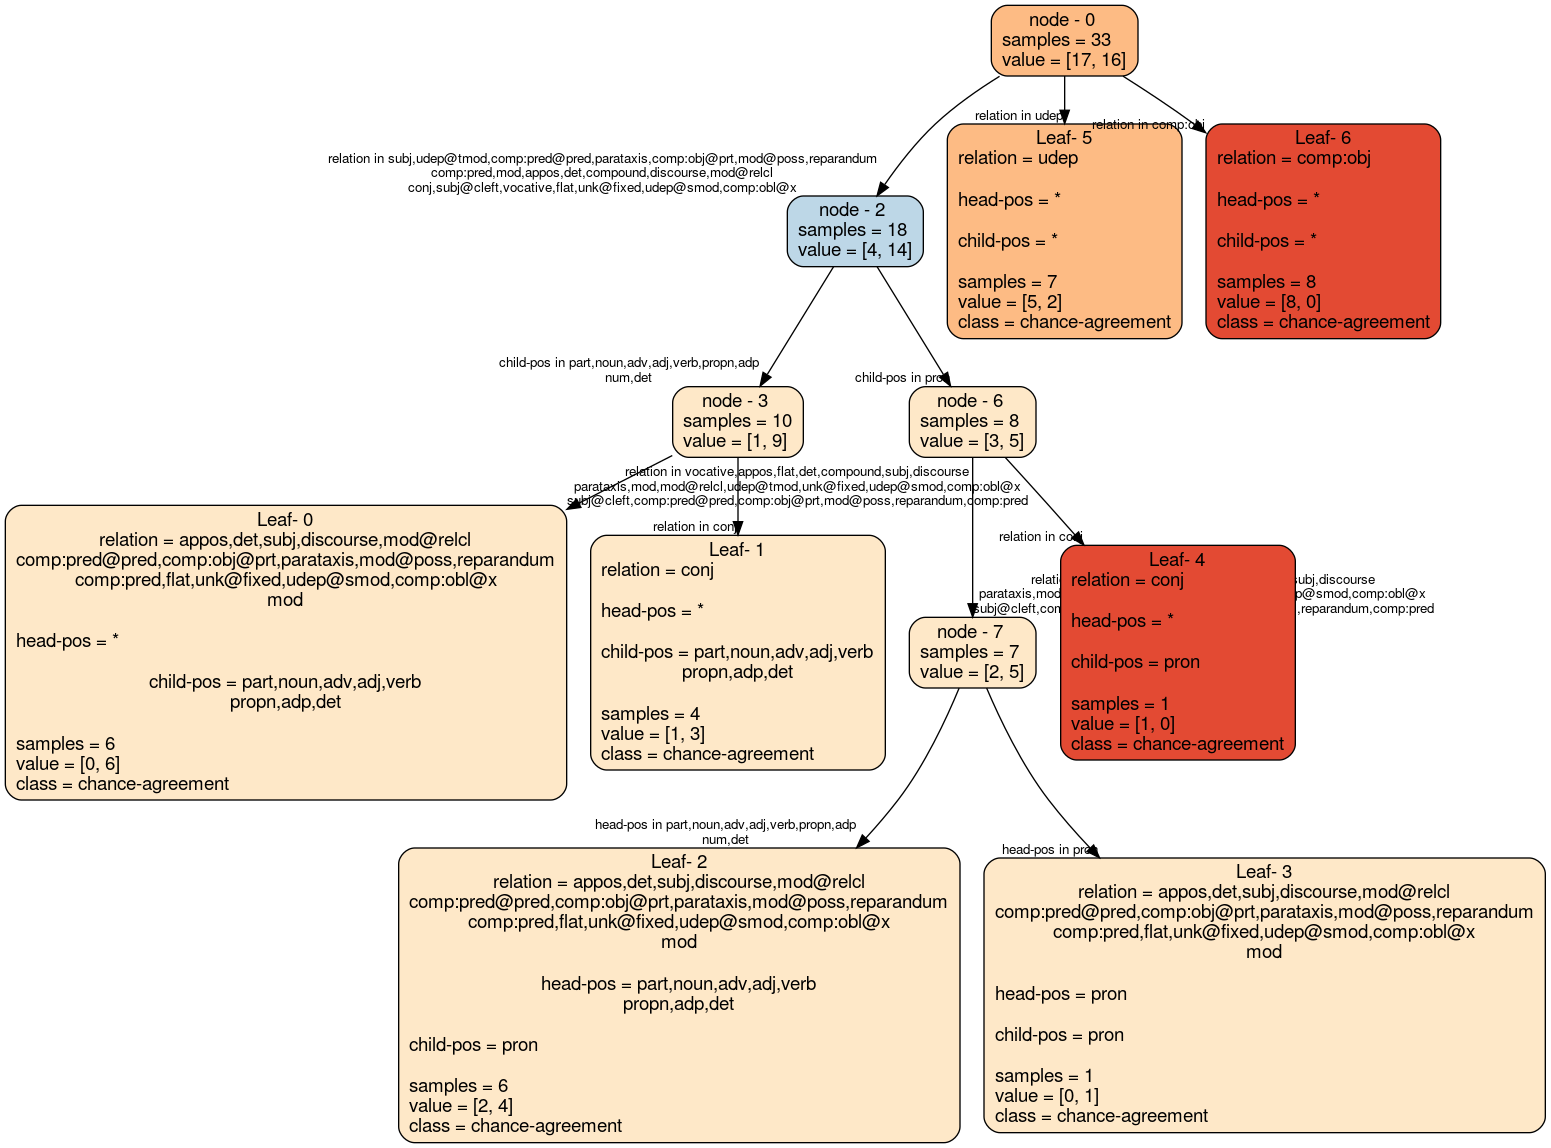 node - 0
samples = 33
value = [17, 16]
relation in udep
relation in comp:obj
relation in subj,udep@tmod,comp:pred@pred,parataxis,comp:obj@prt,mod@poss,reparandum
comp:pred,mod,appos,det,compound,discourse,mod@relcl
conj,subj@cleft,vocative,flat,unk@fixed,udep@smod,comp:obl@x
Leaf- 5
relation = udep
head-pos = *
child-pos = *
samples = 7
value = [5, 2]
class = chance-agreement
Leaf- 6
relation = comp:obj
head-pos = *
child-pos = *
samples = 8
value = [8, 0]
class = chance-agreement
node - 2
samples = 18
value = [4, 14]
child-pos in part,noun,adv,adj,verb,propn,adp
num,det
child-pos in pron
node - 3
samples = 10
value = [1, 9]
node - 6
samples = 8
value = [3, 5]
relation in vocative,appos,flat,det,compound,subj,discourse
parataxis,mod,mod@relcl,udep@tmod,unk@fixed,udep@smod,comp:obl@x
subj@cleft,comp:pred@pred,comp:obj@prt,mod@poss,reparandum,comp:pred
relation in conj
relation in conj
Leaf- 0
relation = appos,det,subj,discourse,mod@relcl
comp:pred@pred,comp:obj@prt,parataxis,mod@poss,reparandum
comp:pred,flat,unk@fixed,udep@smod,comp:obl@x
mod
head-pos = *
child-pos = part,noun,adv,adj,verb
propn,adp,det
samples = 6
value = [0, 6]
class = chance-agreement
Leaf- 1
relation = conj
head-pos = *
child-pos = part,noun,adv,adj,verb
propn,adp,det
samples = 4
value = [1, 3]
class = chance-agreement
subj,discourse
parataxis,mod p@smod,comp:obl@x
,reparandum,comp:pred
node - 7
samples = 7
value = [2, 5]
Leaf- 4
relation = conj
head-pos = *
child-pos = pron
samples = 1
value = [1, 0]
class = chance-agreement
head-pos in part,noun,adv,adj,verb,propn,adp
num,det
head-pos in pron
Leaf- 2
relation = appos,det,subj,discourse,mod@relcl
comp:pred@pred,comp:obj@prt,parataxis,mod@poss,reparandum
comp:pred,flat,unk@fixed,udep@smod,comp:obl@x
mod
head-pos = part,noun,adv,adj,verb
propn,adp,det
child-pos = pron
samples = 6
value = [2, 4]
class = chance-agreement
Leaf- 3
relation = appos,det,subj,discourse,mod@relcl
comp:pred@pred,comp:obj@prt,parataxis,mod@poss,reparandum
comp:pred,flat,unk@fixed,udep@smod,comp:obl@x
mod
head-pos = pron
child-pos = pron
samples = 1
value = [0, 1]
class = chance-agreement